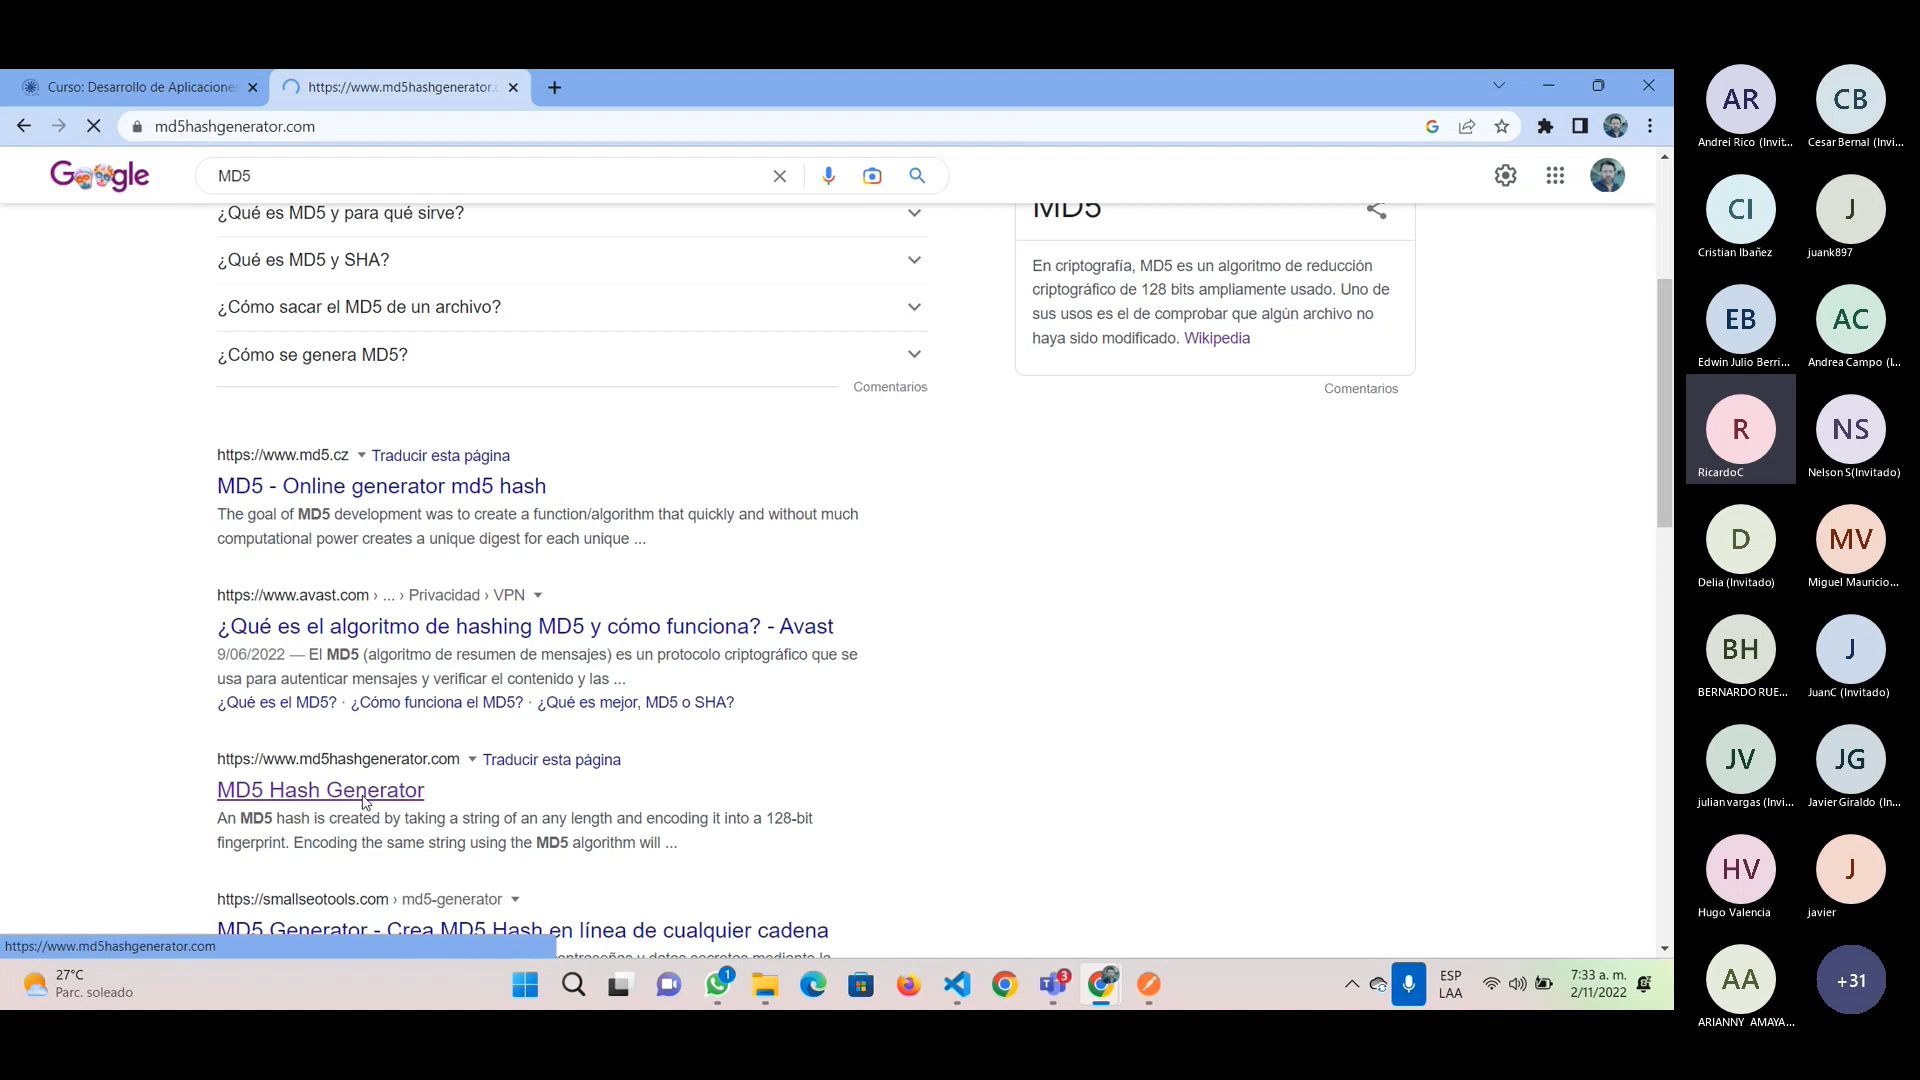 Curso: Desarrollo de Aplicacione
https://www.md5hashgenerator.c
md5hashgenerator.com
Google
MD5
¿Qué es MD5 y para qué sirve?
¿Qué es MD5 y SHA?
¿Cómo sacar el MD5 de un archivo?
¿Cómo se genera MD5?
Comentarios
MD5
En criptografía, MD5 es un algoritmo de reducción
criptográfico de 128 bits ampliamente usado. Uno de
sus usos es el de comprobar que algún archivo no
haya sido modificado. Wikipedia
Comentarios
https://www.md5.cz Traducir esta página
MD5 - Online generator md5 hash
The goal of MD5 development was to create a function/algorithm that quickly and without much
computational power creates a unique digest for each unique ...
https://www.avast.com › ... › Privacidad › VPN
¿Qué es el algoritmo de hashing MD5 y cómo funciona? - Avast
9/06/2022 — El MD5 (algoritmo de resumen de mensajes) es un protocolo criptográfico que se
usa para autenticar mensajes y verificar el contenido y las ...
¿Qué es el MD5? · ¿Cómo funciona el MD5? · ¿Qué es mejor, MD5 o SHA?
https://www.md5hashgenerator.com Traducir esta página
MD5 Hash Generator
An MD5 hash is created by taking a string of an any length and encoding it into a 128-bit
fingerprint. Encoding the same string using the MD5 algorithm will ...
https://smallseotools.com › md5-generator
MD5 Generator - Crea MD5 Hash en línea de cualquier cadena
https://www.md5hashgenerator.com
27°C
Parc. soleado
1
3
ESP
LAA
7:33 a. m.
2/11/2022
AR
Andrei Rico (Invit...
CB
Cesar Bernal (Invi...
CI
Cristian Ibañez
J
juank897
EB
Edwin Julio Berri...
AC
Andrea Campo (I...
R
RicardoC
NS
Nelson S(Invitado)
D
Delia (Invitado)
MV
Miguel Mauricio...
BH
BERNARDO RUE...
J
JuanC (Invitado)
JV
julian vargas (Invi...
JG
Javier Giraldo (In...
HV
Hugo Valencia
J
javier
AA
ARIANNY AMAYA...
+31